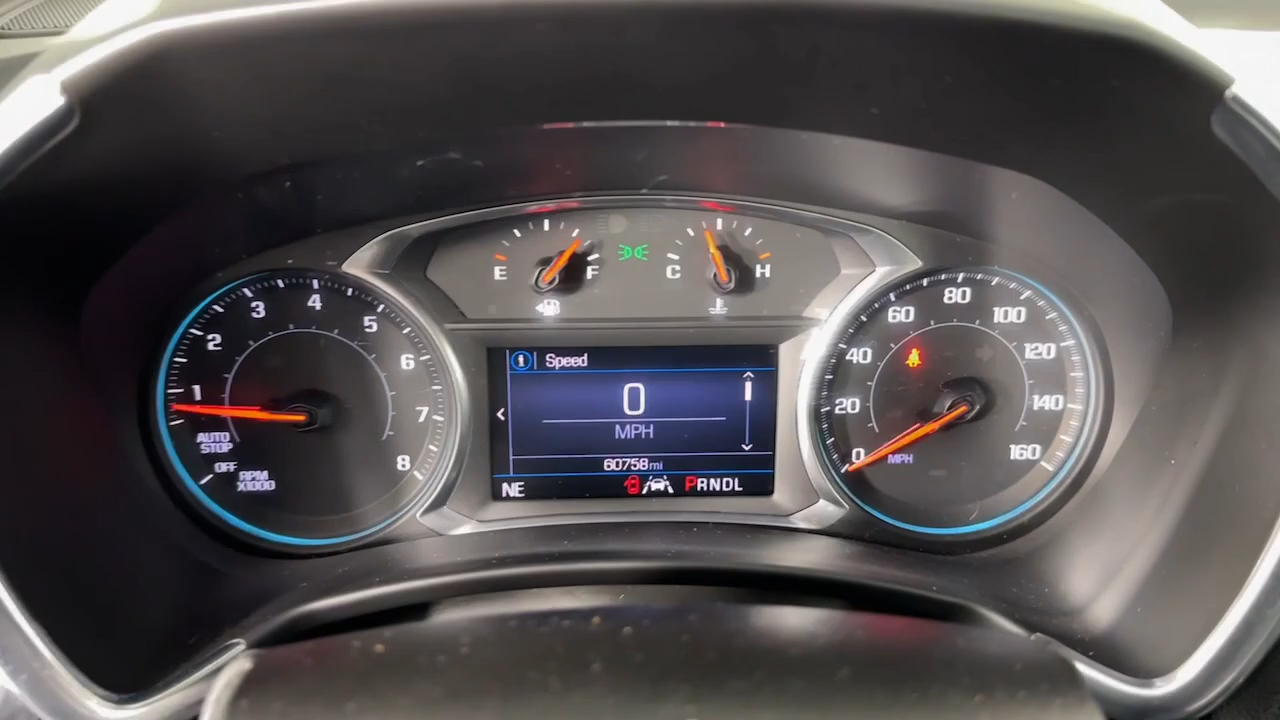 E F C H
1 2 3 4 5 6 7 8
AUTO
STOP
OFF
RPM
X1000
Speed
0
MPH
60758mi
NE PRNDL
0 20 40 60 80 100 120 140 160
MPH